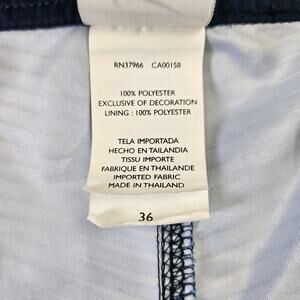 RN37966 CA00158
100% POLYESTER
EXCLUSIVE OF DECORATION
LINING : 100% POLYESTER
TELA IMPORTADA
HECHO EN TAILANDIA
TISSU IMPORTE
FABRIQUE EN THAILANDE
IMPORTED FABRIC
MADE IN THAILAND
36